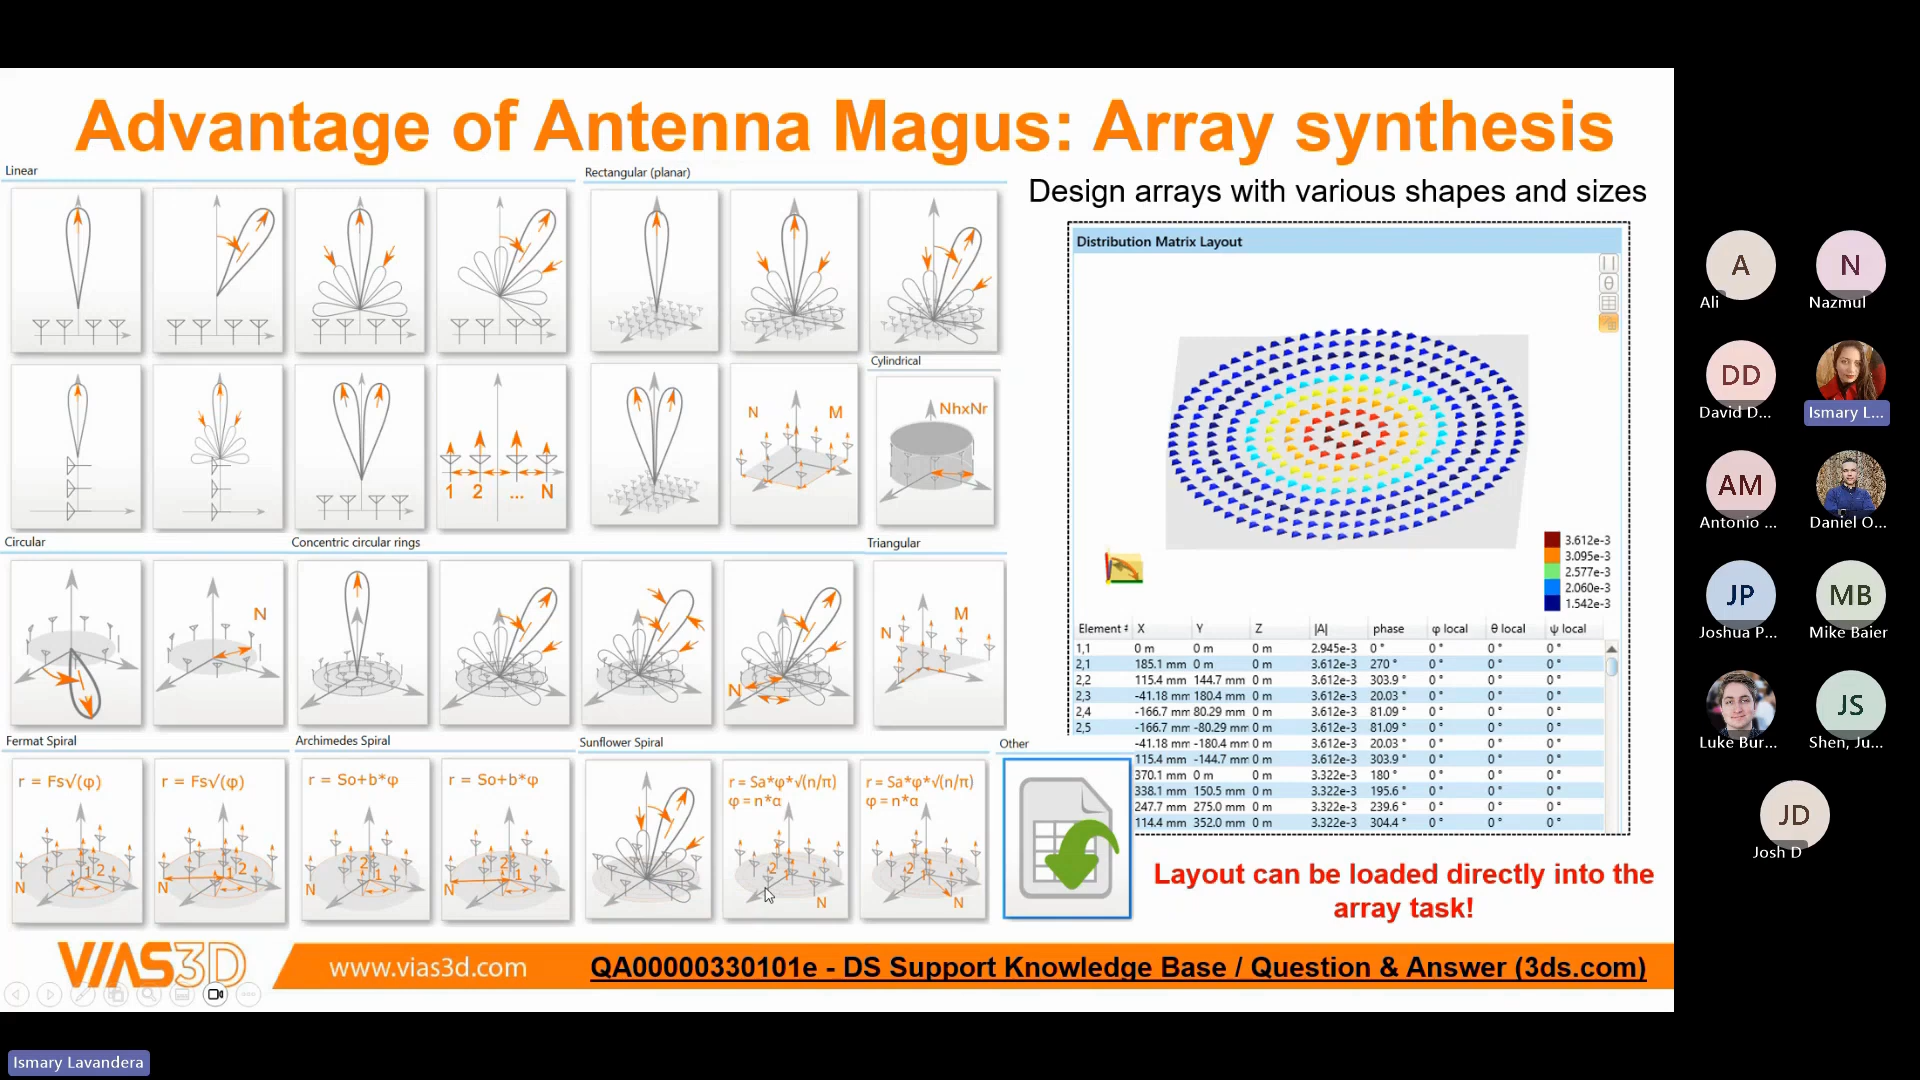 Advantage of Antenna Magus: Array synthesis
Linear
Rectangular (planar)
Design arrays with various shapes and sizes
Distribution Matrix Layout
Cylindrical
NhxNr
N M
1 2 ... N
3.612e-3
3.095e-3
2.577e-3
2.060e-3
1.542e-3
Circular
Concentric circular rings
Triangular
N
N
N M
Element # X Y Z |A| phase φ local θ local ψ local
1,1 0 m 0 m 0 m 2.945e-3 0 ° 0 ° 0 ° 0 °
2,1 185.1 mm 0 m 0 m 3.612e-3 270 ° 0 ° 0 ° 0 °
2,2 115.4 mm 144.7 mm 0 m 3.612e-3 303.9 ° 0 ° 0 ° 0 °
2,3 -41.18 mm 180.4 mm 0 m 3.612e-3 20.03 ° 0 ° 0 ° 0 °
2,4 -166.7 mm 80.29 mm 0 m 3.612e-3 81.09 ° 0 ° 0 ° 0 °
2,5 -166.7 mm -80.29 mm 0 m 3.612e-3 81.09 ° 0 ° 0 ° 0 °
-41.18 mm -180.4 mm 0 m 3.612e-3 20.03 ° 0 ° 0 ° 0 °
115.4 mm -144.7 mm 0 m 3.612e-3 303.9 ° 0 ° 0 ° 0 °
370.1 mm 0 m 0 m 3.322e-3 180 ° 0 ° 0 ° 0 °
338.1 mm 150.5 mm 0 m 3.322e-3 195.6 ° 0 ° 0 ° 0 °
247.7 mm 275.0 mm 0 m 3.322e-3 239.6 ° 0 ° 0 ° 0 °
114.4 mm 352.0 mm 0 m 3.322e-3 304.4 ° 0 ° 0 ° 0 °
Fermat Spiral
Archimedes Spiral
Sunflower Spiral
Other
r = Fs√(φ)
N 1 2
r = Fs√(φ)
N 1 2
r = So+b*φ
N 2 1
r = So+b*φ
N 2 1
r = Sa*φ*√(n/π)
φ = n*α
2 1 N
r = Sa*φ*√(n/π)
φ = n*α
2 1 N
Layout can be loaded directly into the
array task!
VIAS3D
www.vias3d.com
QA00000330101e - DS Support Knowledge Base / Question & Answer (3ds.com)
A
Ali
N
Nazmul
DD
David D...
Ismary L...
AM
Antonio ...
Daniel O...
JP
Joshua P...
MB
Mike Baier
Luke Bur...
JS
Shen, Ju...
JD
Josh D
Ismary Lavandera